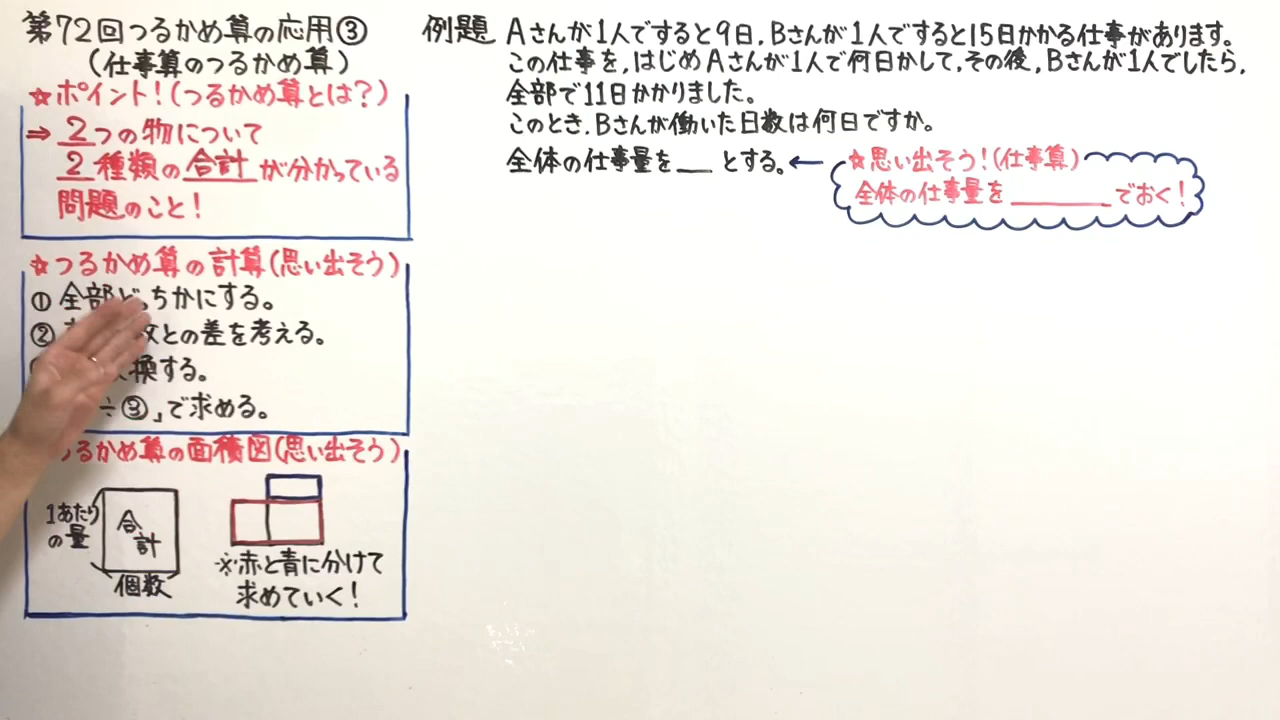 第72回つるかめ算の応用③
(仕事算のつるかめ算)
☆ポイント!(つるかめ算とは?)
⇒ 2つの物について
2種類の合計が分かっている
問題のこと!
☆つるかめ算の計算(思い出そう)
① 全部どっちかにする。
② 数との差を考える。
換する。
÷③」で求める。
つるかめ算の面積図(思い出そう)
1あたり
の量
合計
個数
※赤と青に分けて
求めていく!
例題 Aさんが1人ですると9日,Bさんが1人ですると15日かかる仕事があります。
この仕事を,はじめAさんが1人で何日かして,その後,Bさんが1人でしたら,
全部で11日かかりました。
このとき,Bさんが働いた日数は何日ですか。
全体の仕事量を__とする。←
☆思い出そう!(仕事算)
全体の仕事量を______でおく!